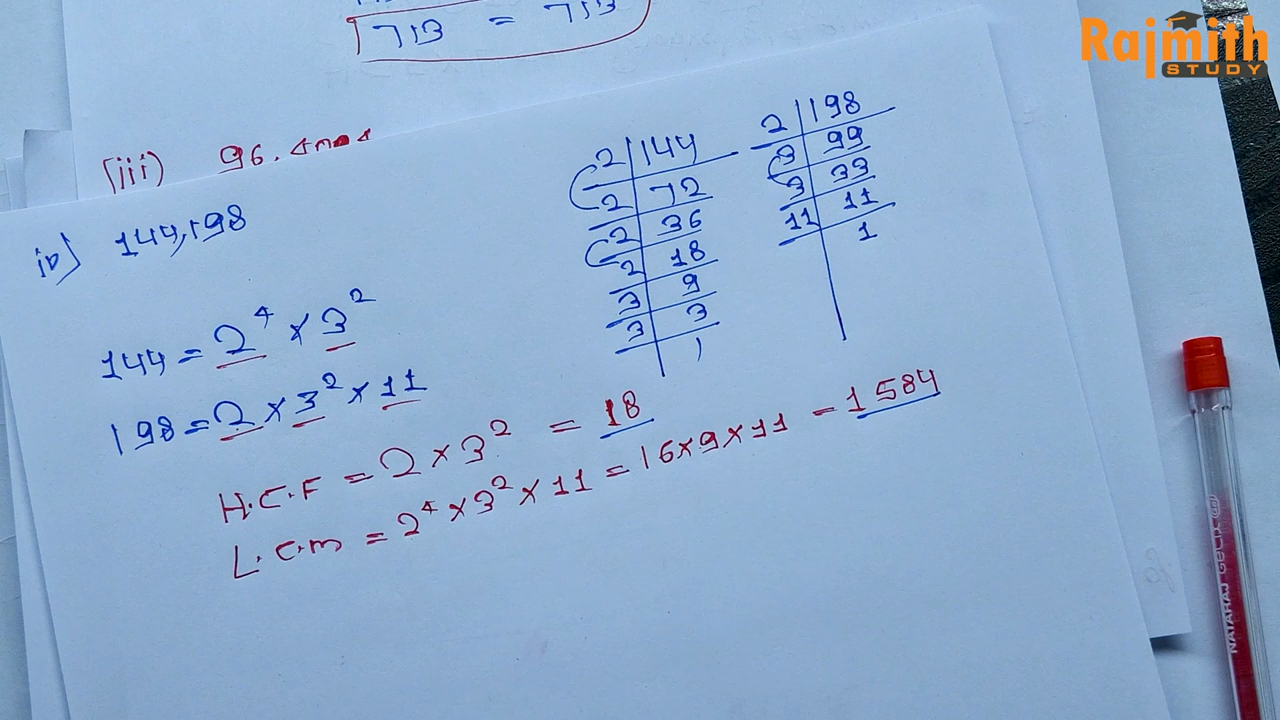 713 = 713
Rajmith
STUDY
(iii) 96.
iv) 144,198
2 | 144
2 | 72
2 | 36
2 | 18
3 | 9
3 | 3
1
2 | 198
3 | 99
3 | 33
11 | 11
1
144 = 2⁴ × 3²
198 = 2 × 3² × 11
H.C.F = 2 × 3² = 18
L.C.m = 2⁴ × 3² × 11 = 16×9×11 = 1584
NATARAJ GELIX